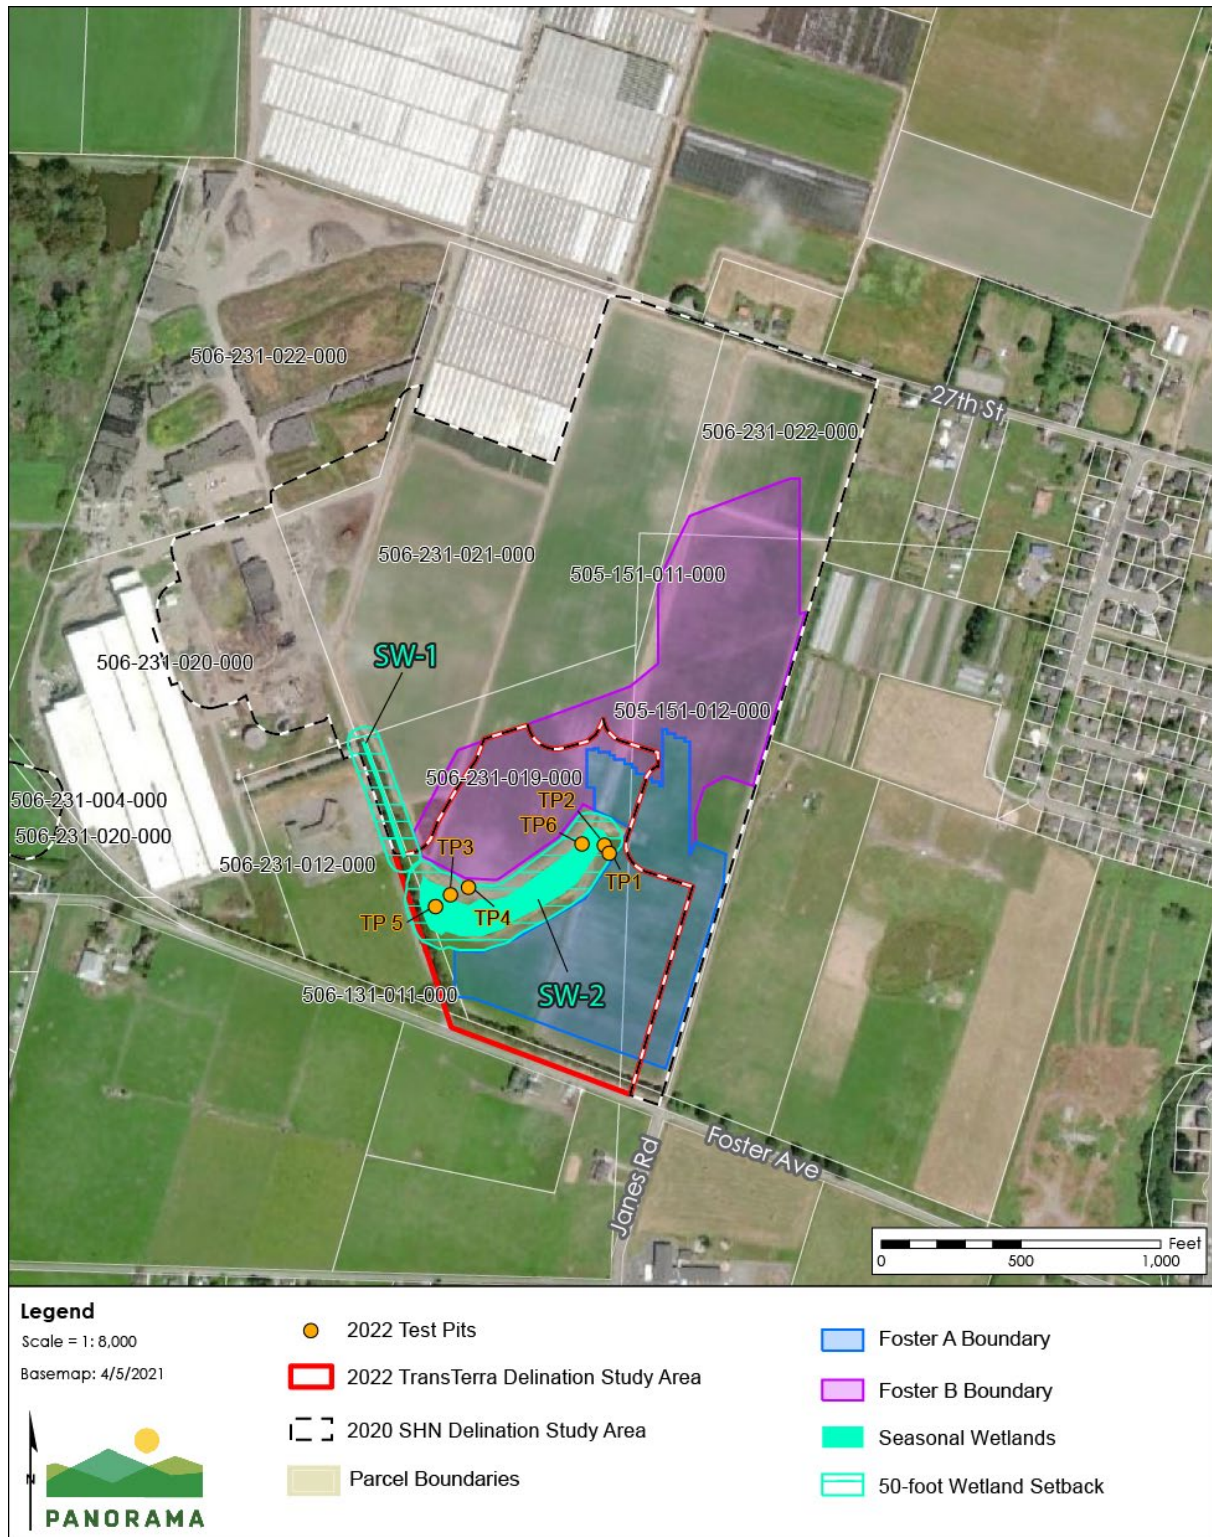 506-231-022-000
27th St
506-231-022-000
506-231-021-000
505-151-011-000
SW-1
506-231-020-000
505-151-012-000
506-231-019-000
506-231-004-000
TP2
TP6
506-231-020-000
TP3
506-231-012-000
TP1
TP 5
TP4
506-131-011-000
SW-2
Janes Rd
Foster Ave
Feet
0 500 1,000
Legend
Scale = 1: 8,000
Basemap: 4/5/2021
N
PANORAMA
2022 Test Pits
2022 TransTerra Delination Study Area
2020 SHN Delination Study Area
Parcel Boundaries
Foster A Boundary
Foster B Boundary
Seasonal Wetlands
50-foot Wetland Setback